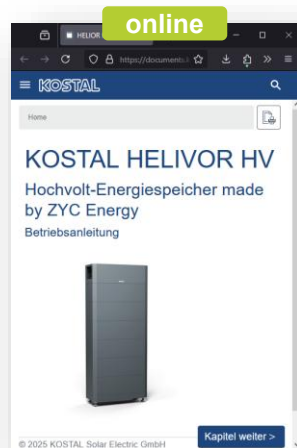 online
HELIOR
https://documents.
KOSTAL
Home
KOSTAL HELIVOR HV
Hochvolt-Energiespeicher made
by ZYC Energy
Betriebsanleitung
© 2025 KOSTAL Solar Electric GmbH
Kapitel weiter >